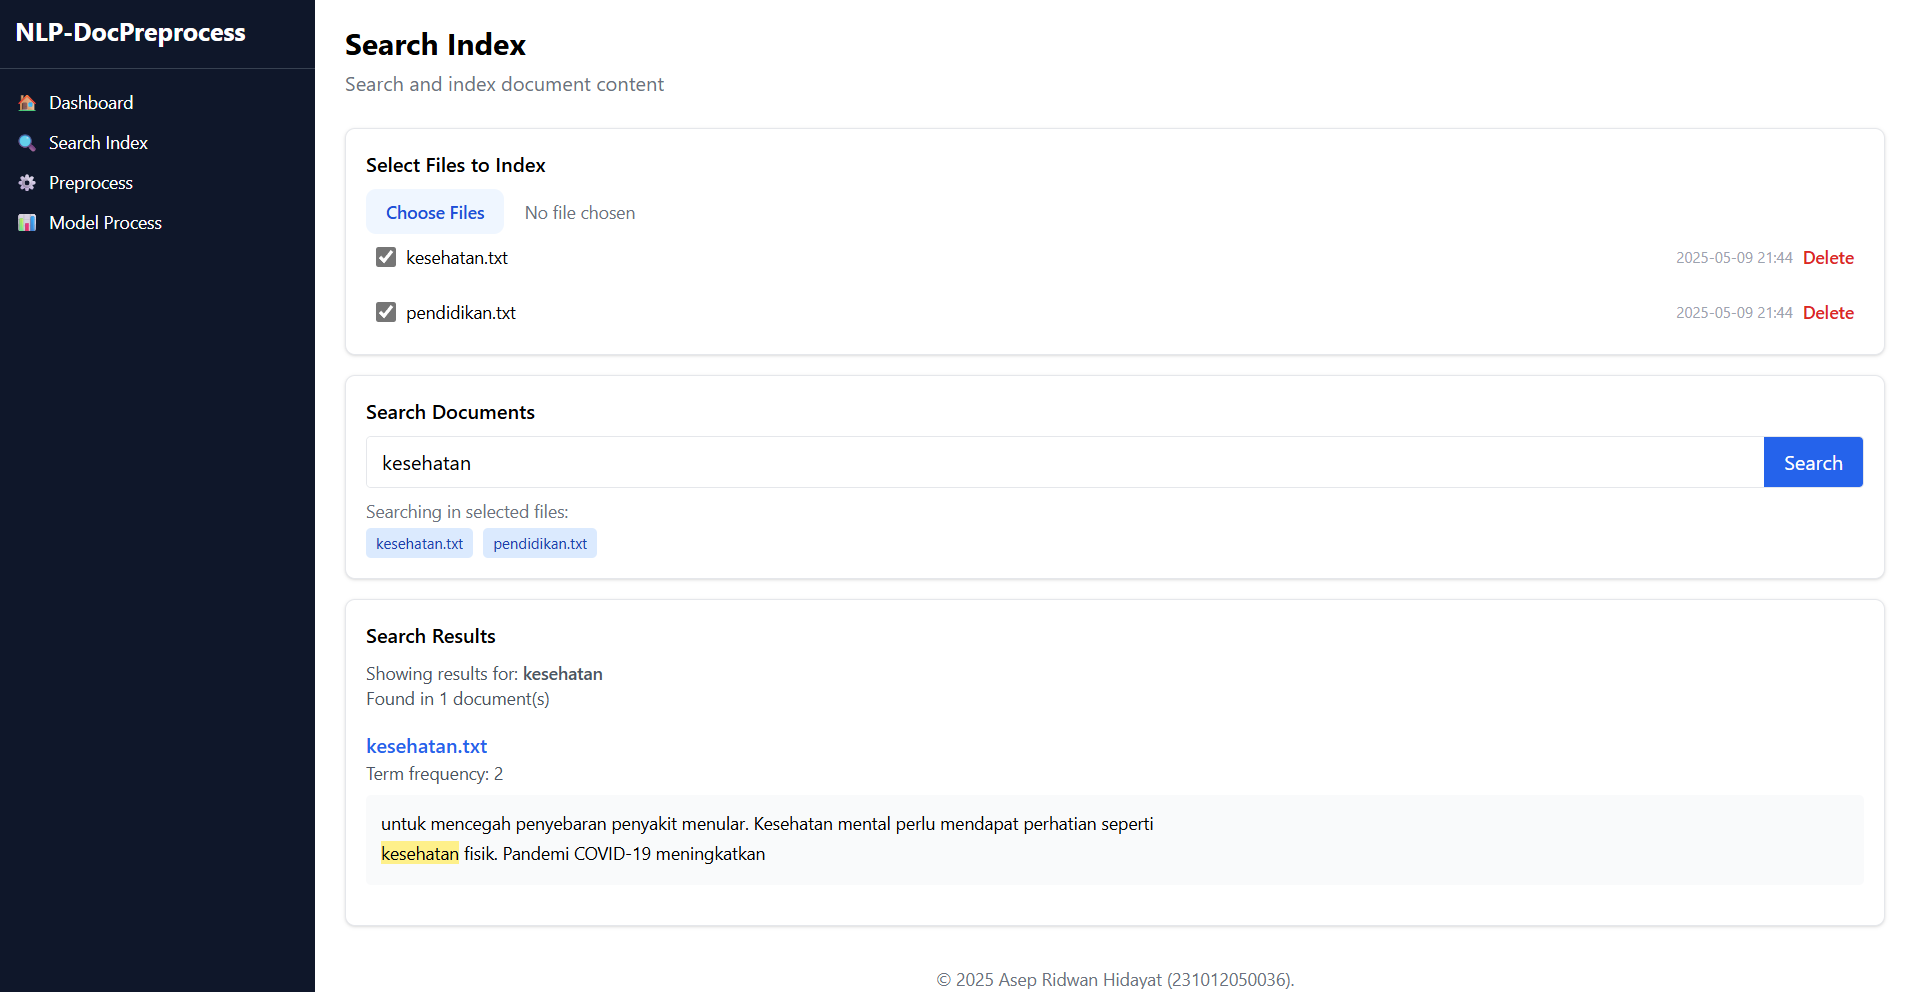 NLP-DocPreprocess
Dashboard
Search Index
Preprocess
Model Process
Search Index
Search and index document content
Select Files to Index
Choose Files No file chosen
kesehatan.txt 2025-05-09 21:44 Delete
pendidikan.txt 2025-05-09 21:44 Delete
Search Documents
kesehatan Search
Searching in selected files:
kesehatan.txt pendidikan.txt
Search Results
Showing results for: kesehatan
Found in 1 document(s)
kesehatan.txt
Term frequency: 2
untuk mencegah penyebaran penyakit menular. Kesehatan mental perlu mendapat perhatian seperti
kesehatan fisik. Pandemi COVID-19 meningkatkan
© 2025 Asep Ridwan Hidayat (231012050036).